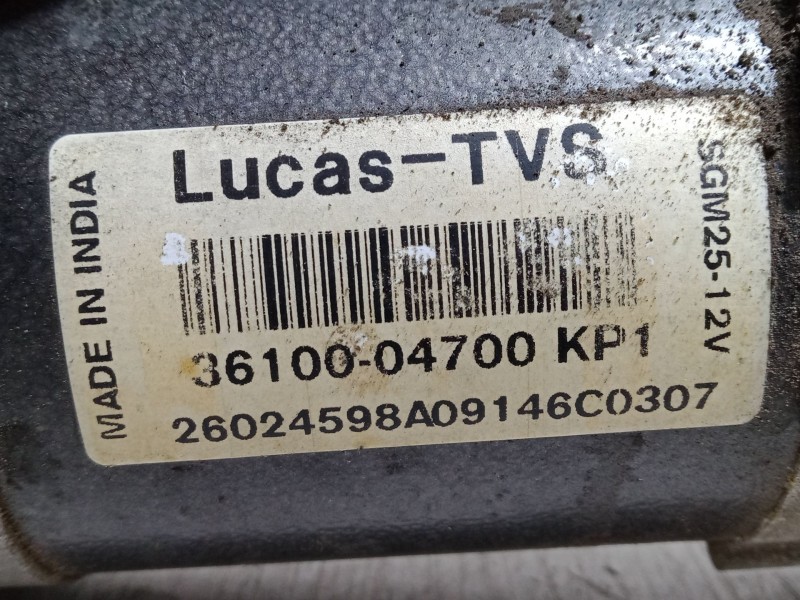 Lucas-TVS
MADE IN INDIA
SGM25-12V
36100-04700 KP1
26024598A09146C0307